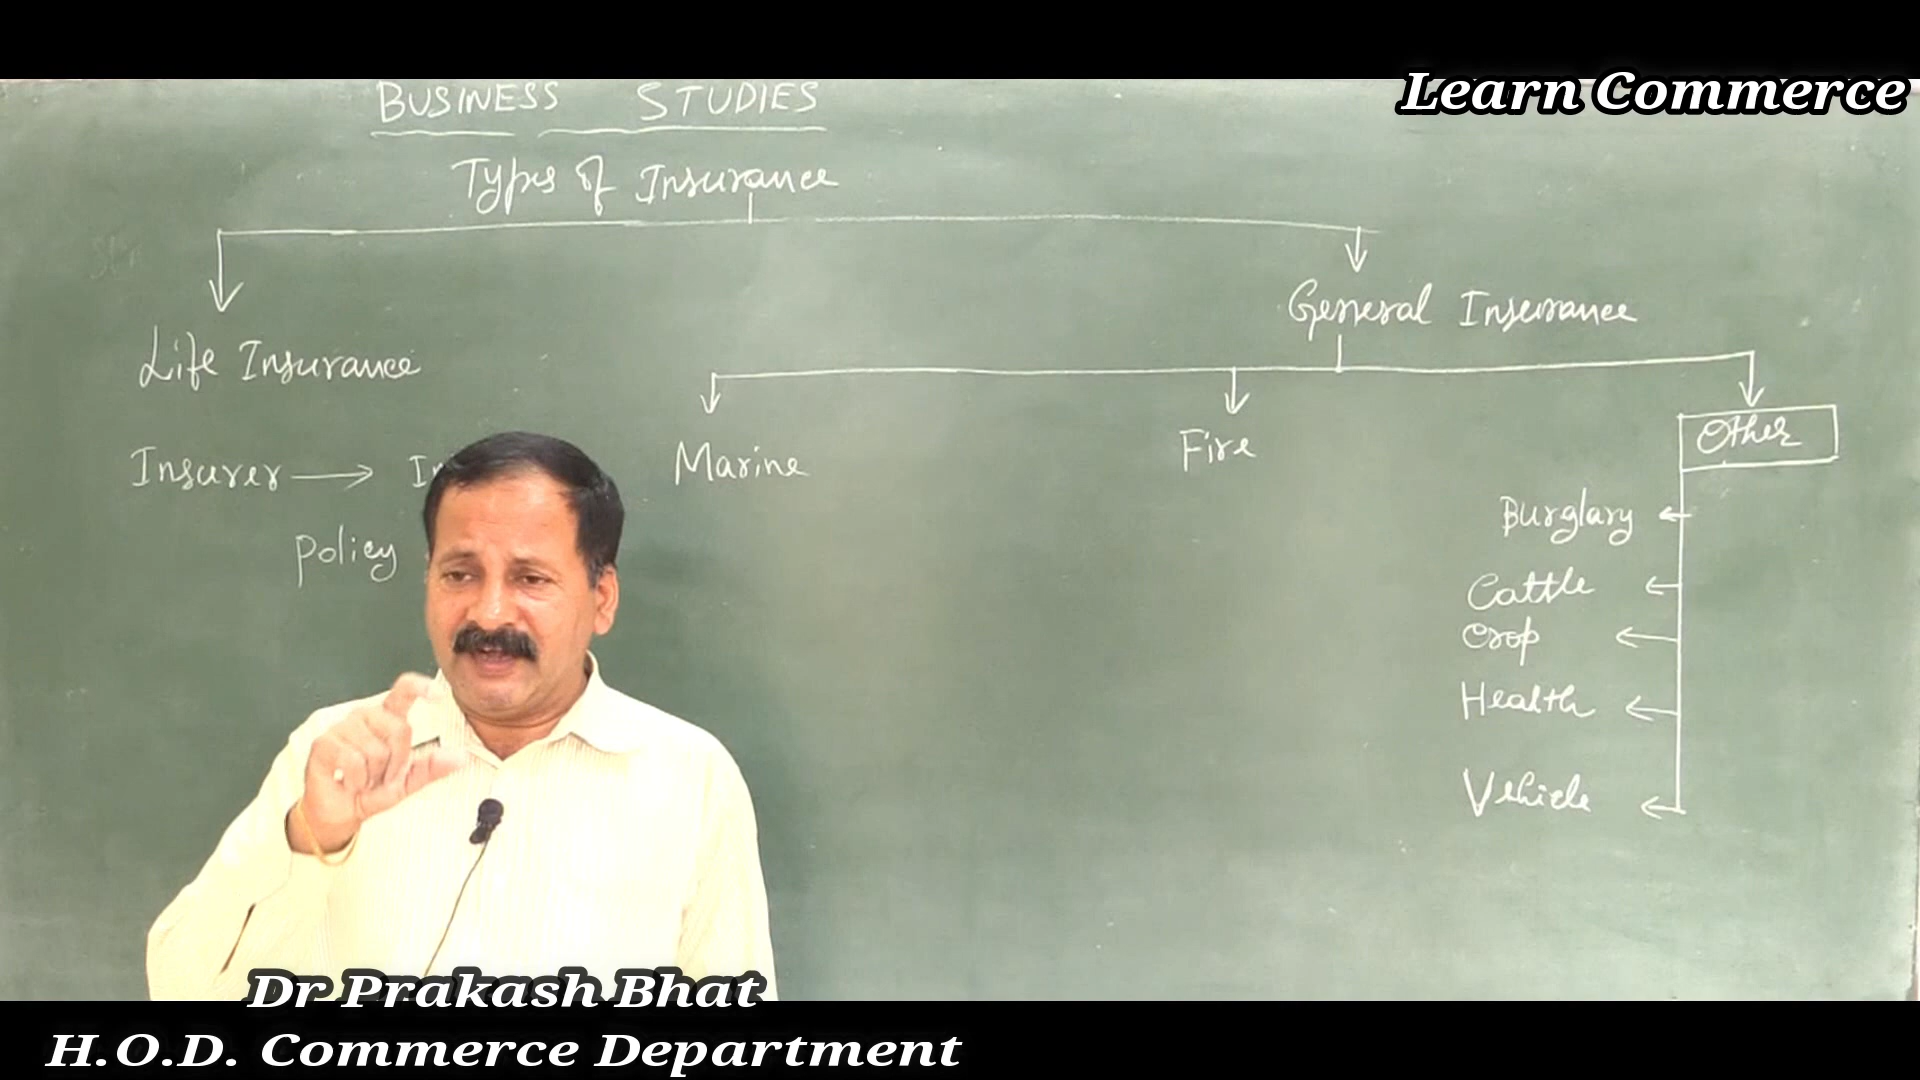 Learn Commerce
BUSINESS STUDIES
Types of Insurance
Life Insurance
General Insurance
Insurer
Policy
Marine
Fire
Other
Burglary
Cattle
Crop
Health
Vehicle
Dr Prakash Bhat
H.O.D. Commerce Department